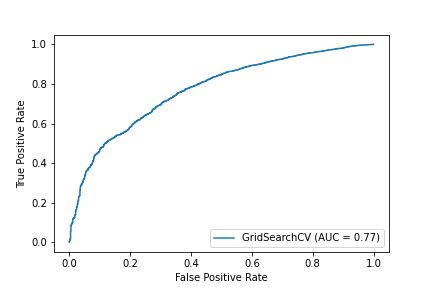 1.0
0.8
0.6
0.4
0.2
0.0
True Positive Rate
GridSearchCV (AUC = 0.77)
0.0 0.2 0.4 0.6 0.8 1.0
False Positive Rate